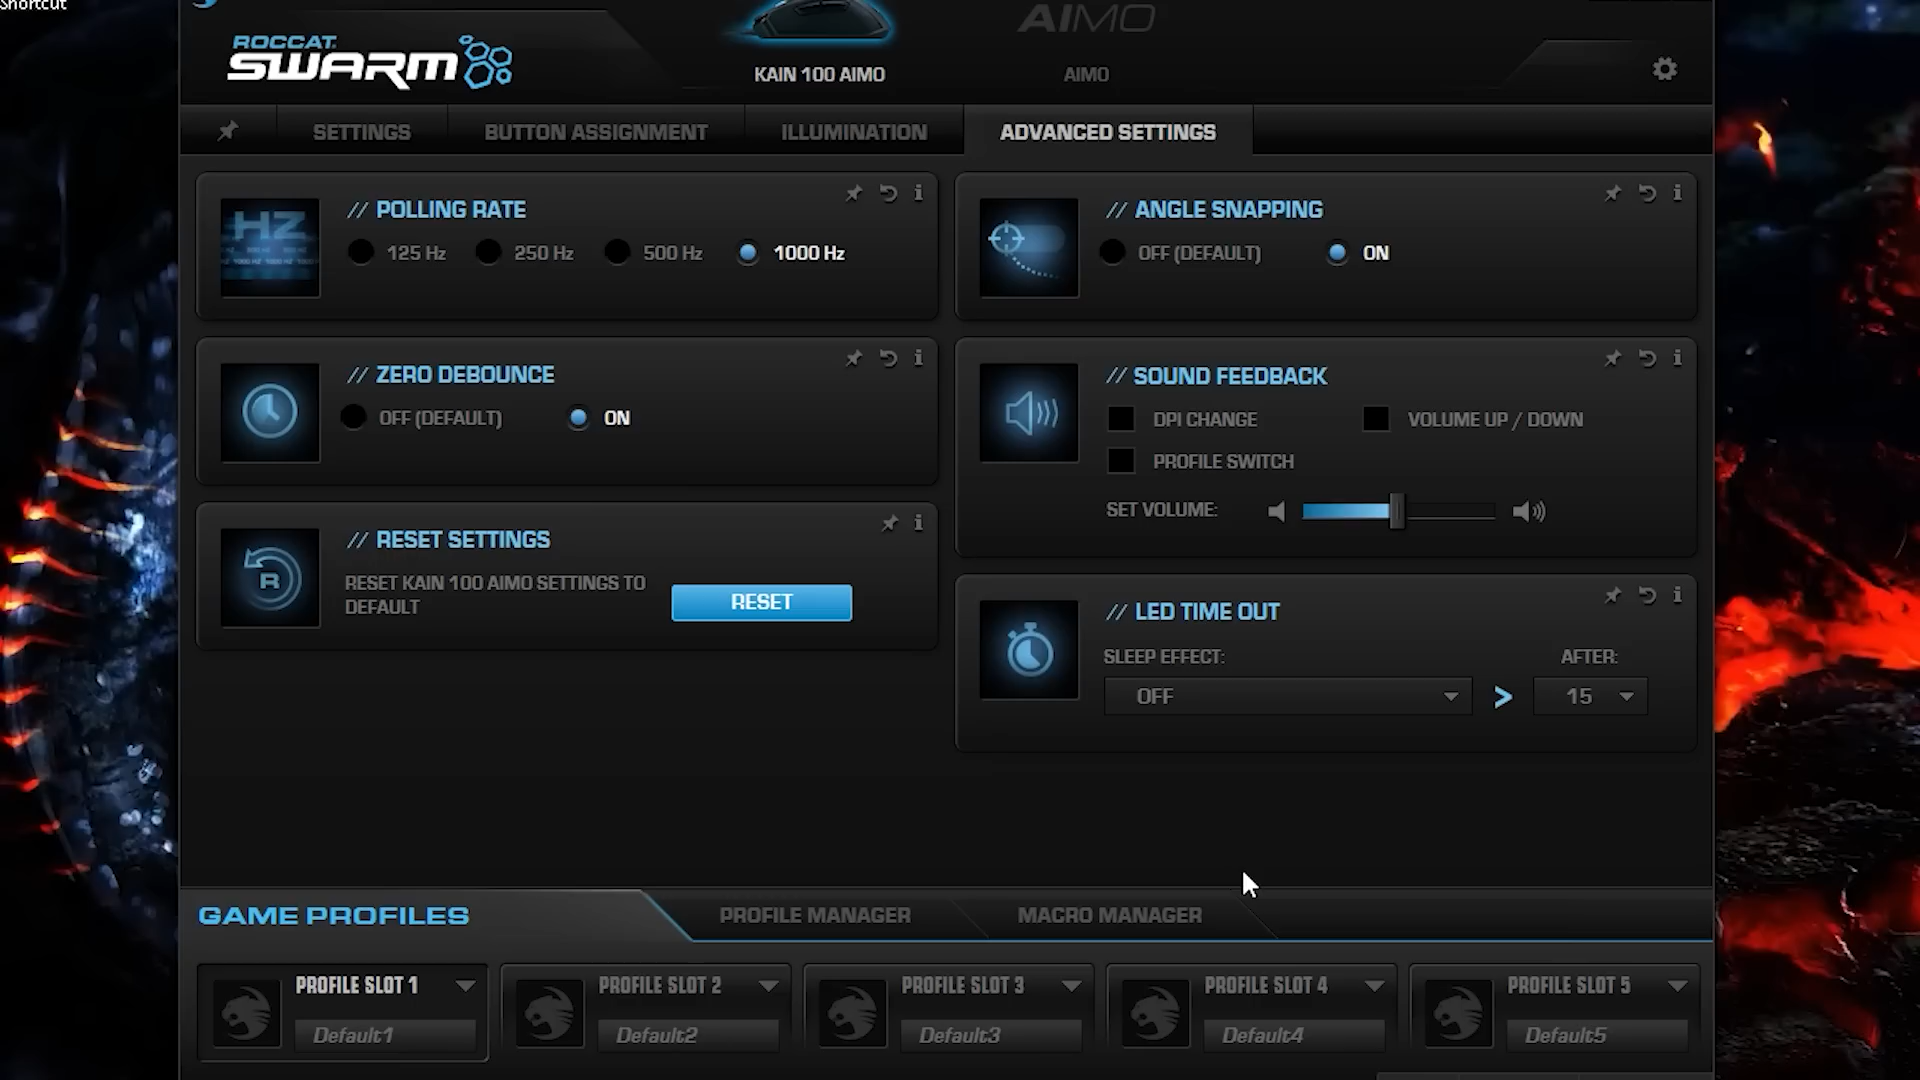 Shortcut
AIMO
ROCCAT
SWARM
KAIN 100 AIMO
AIMO
SETTINGS
BUTTON ASSIGNMENT
ILLUMINATION
ADVANCED SETTINGS
HZ
// POLLING RATE
125 Hz
250 Hz
500 Hz
1000 Hz
// ANGLE SNAPPING
OFF (DEFAULT)
ON
// ZERO DEBOUNCE
OFF (DEFAULT)
ON
// SOUND FEEDBACK
DPI CHANGE
VOLUME UP / DOWN
PROFILE SWITCH
SET VOLUME:
// RESET SETTINGS
R
RESET KAIN 100 AIMO SETTINGS TO
DEFAULT
RESET
// LED TIME OUT
SLEEP EFFECT:
AFTER:
OFF
>
15
GAME PROFILES
PROFILE MANAGER
MACRO MANAGER
PROFILE SLOT 1
Default1
PROFILE SLOT 2
Default2
PROFILE SLOT 3
Default3
PROFILE SLOT 4
Default4
PROFILE SLOT 5
Default5